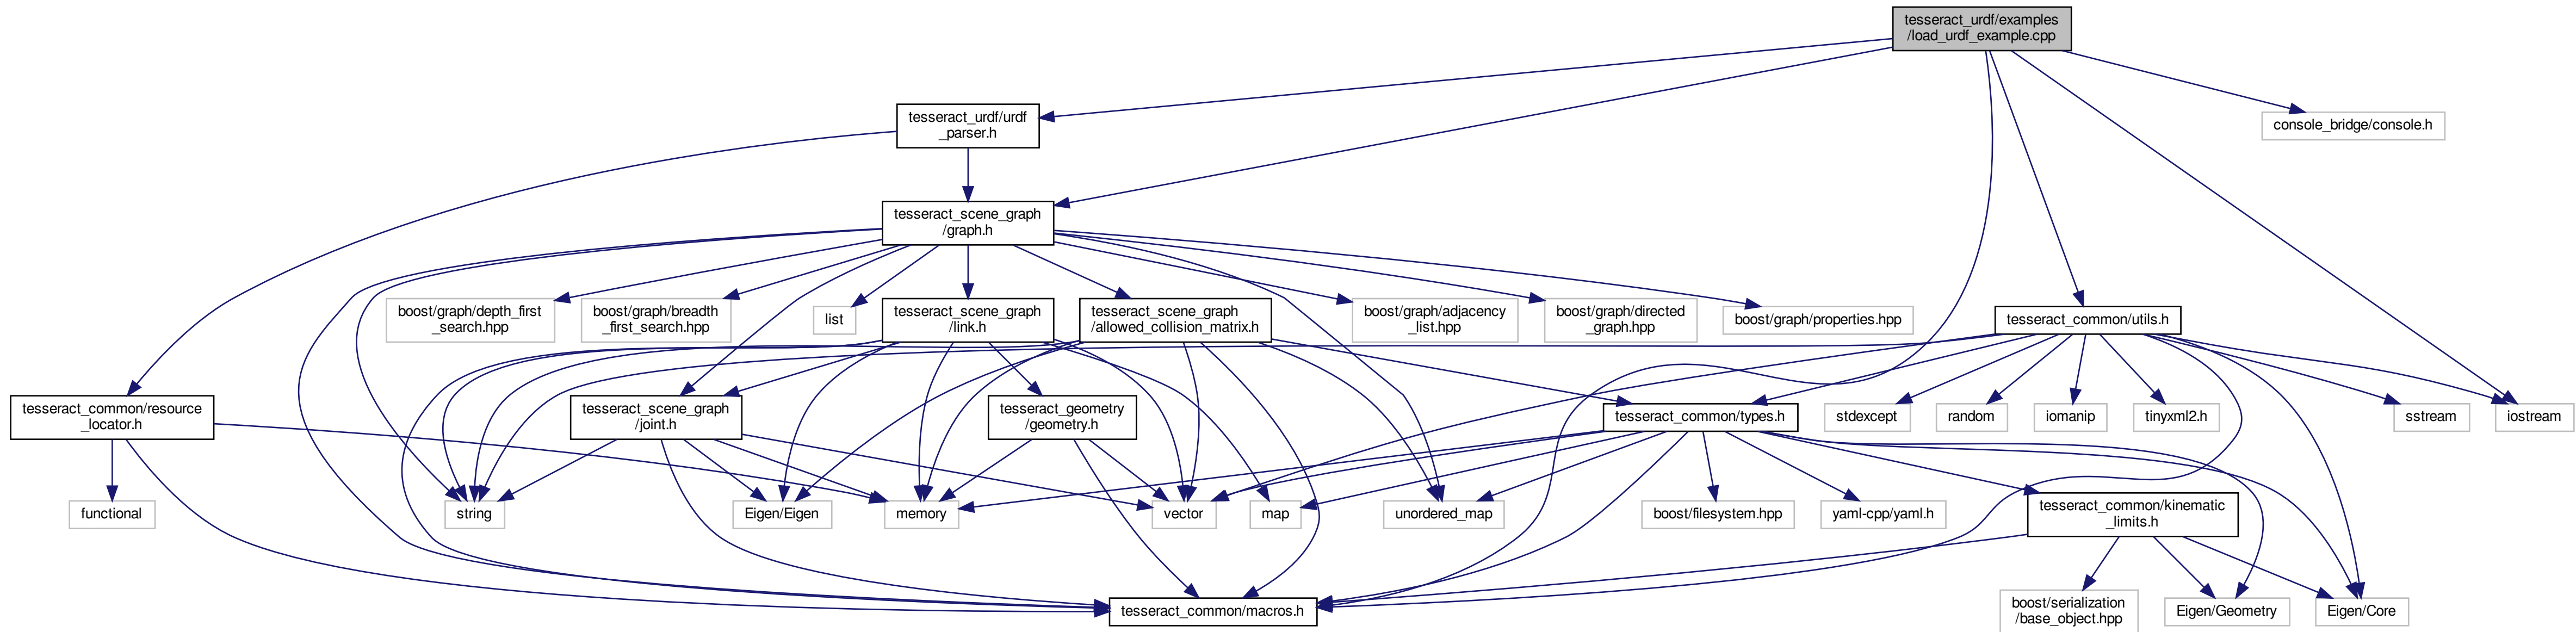 tesseract_urdf/examples
/load_urdf_example.cpp
tesseract_urdf/urdf
_parser.h
console_bridge/console.h
tesseract_scene_graph
/graph.h
boost/graph/depth_first
_search.hpp
boost/graph/breadth
_first_search.hpp
list
tesseract_scene_graph
/link.h
tesseract_scene_graph
/allowed_collision_matrix.h
boost/graph/adjacency
_list.hpp
boost/graph/directed
_graph.hpp
boost/graph/properties.hpp
tesseract_common/utils.h
tesseract_common/resource
_locator.h
tesseract_scene_graph
/joint.h
tesseract_geometry
/geometry.h
tesseract_common/types.h
stdexcept
random
iomanip
tinyxml2.h
sstream
iostream
functional
string
Eigen/Eigen
memory
vector
map
unordered_map
boost/filesystem.hpp
yaml-cpp/yaml.h
tesseract_common/kinematic
_limits.h
tesseract_common/macros.h
boost/serialization
/base_object.hpp
Eigen/Geometry
Eigen/Core